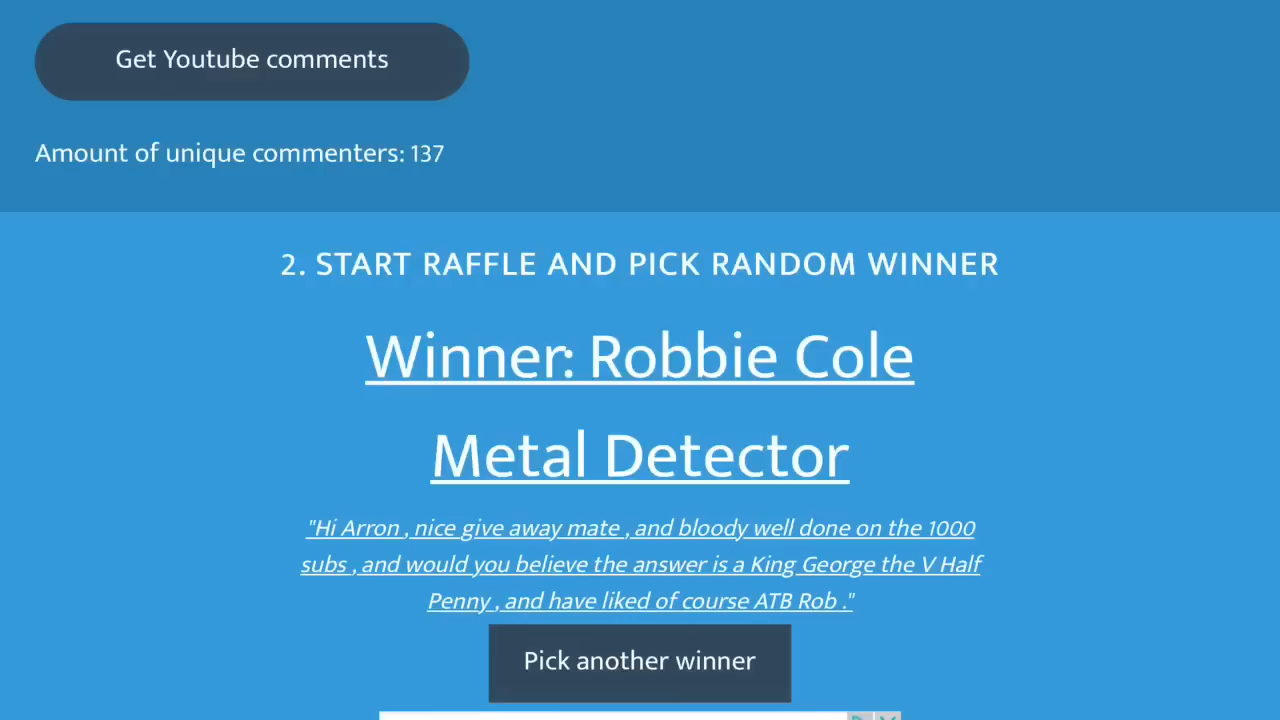 Get Youtube comments
Amount of unique commenters: 137
2. START RAFFLE AND PICK RANDOM WINNER
Winner: Robbie Cole
Metal Detector
"Hi Arron , nice give away mate , and bloody well done on the 1000
subs , and would you believe the answer is a King George the V Half
Penny , and have liked of course ATB Rob ."
Pick another winner